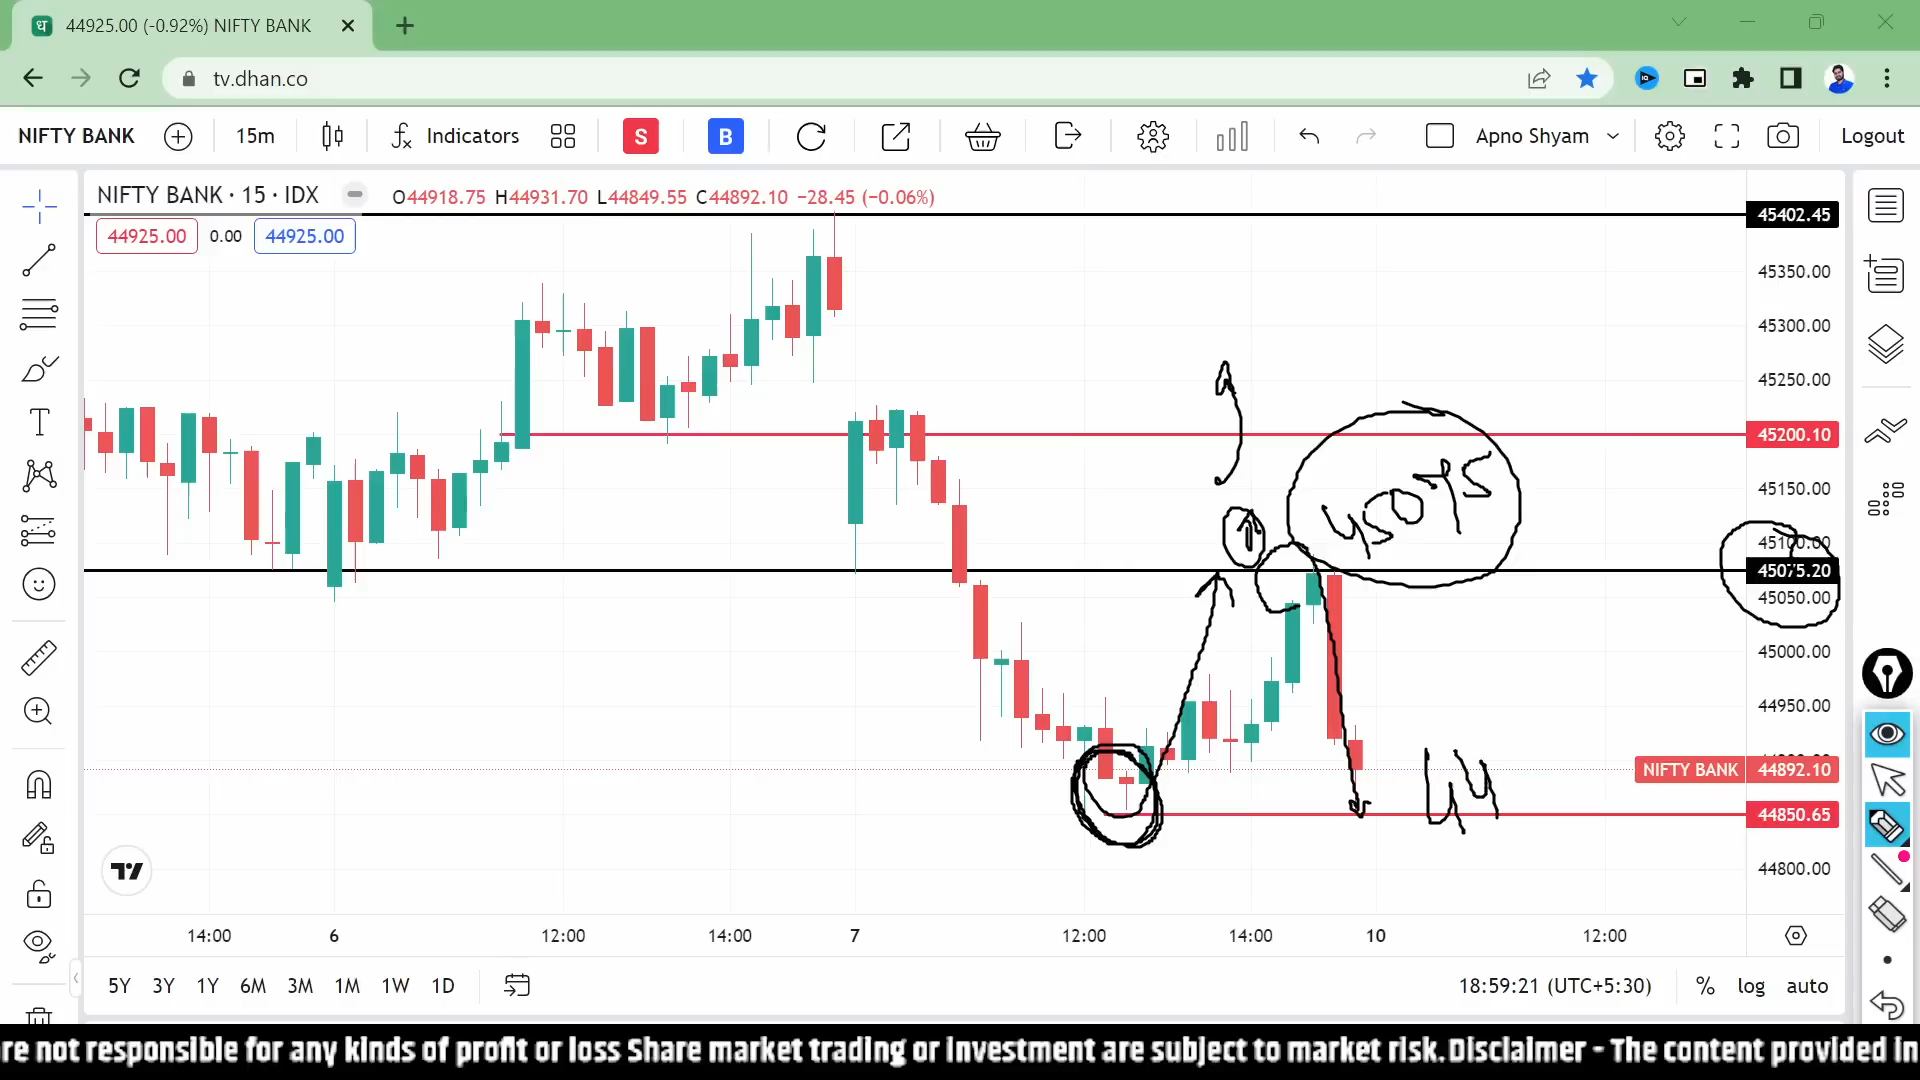 44925.00 (-0.92%) NIFTY BANK
tv.dhan.co
NIFTY BANK 15m Indicators S B Apno Shyam Logout
NIFTY BANK · 15 · IDX O44918.75 H44931.70 L44849.55 C44892.10 −28.45 (−0.06%)
44925.00 0.00 44925.00
45402.45
45350.00
45300.00
45250.00
45200.10
45150.00
45075
45100.00
45075.20
45050.00
45000.00
44950.00
NIFTY BANK 44892.10
44850.65
44800.00
14:00 6 12:00 14:00 7 12:00 14:00 10 12:00
5Y 3Y 1Y 6M 3M 1M 1W 1D 18:59:21 (UTC+5:30) % log auto
re not responsible for any kinds of profit or loss Share market trading or investment are subject to market risk.Disclaimer - The content provided in